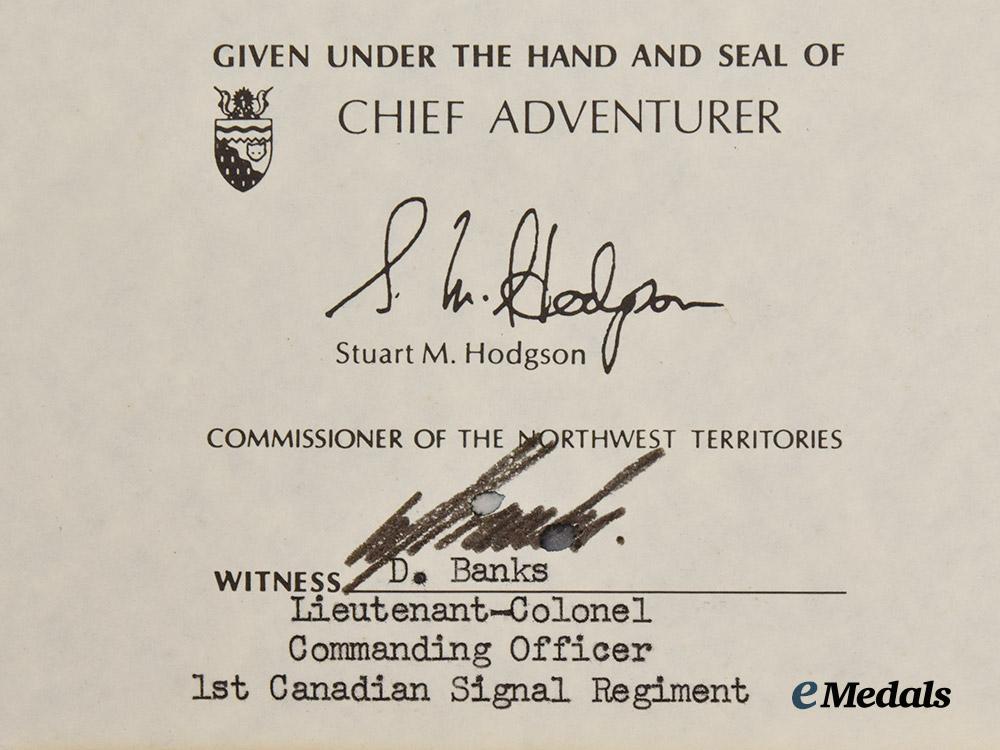 GIVEN UNDER THE HAND AND SEAL OF
CHIEF ADVENTURER
S. M. Hodgson
Stuart M. Hodgson
COMMISSIONER OF THE NORTHWEST TERRITORIES
WITNESS D. Banks
Lieutenant-Colonel
Commanding Officer
1st Canadian Signal Regiment
eMedals